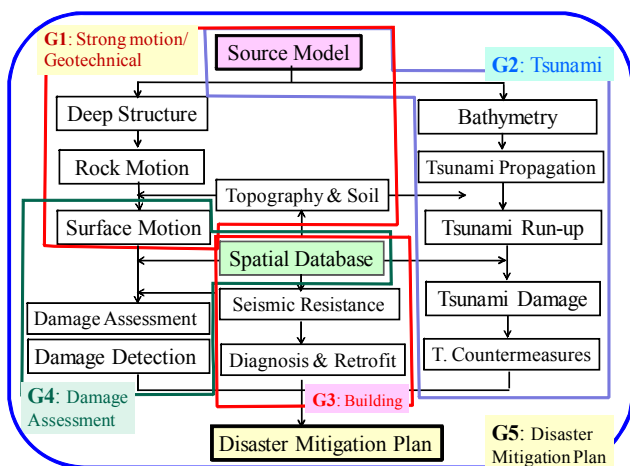 G1: Strong motion/
Geotechnical
Source Model
G2: Tsunami
Deep Structure
Bathymetry
Rock Motion
Tsunami Propagation
Topography & Soil
Surface Motion
Tsunami Run-up
Spatial Database
Seismic Resistance
Tsunami Damage
Damage Assessment
Damage Detection
Diagnosis & Retrofit
T. Countermeasures
G4: Damage
Assessment
G3: Building
Disaster Mitigation Plan
G5: Disaster
Mitigation Plan